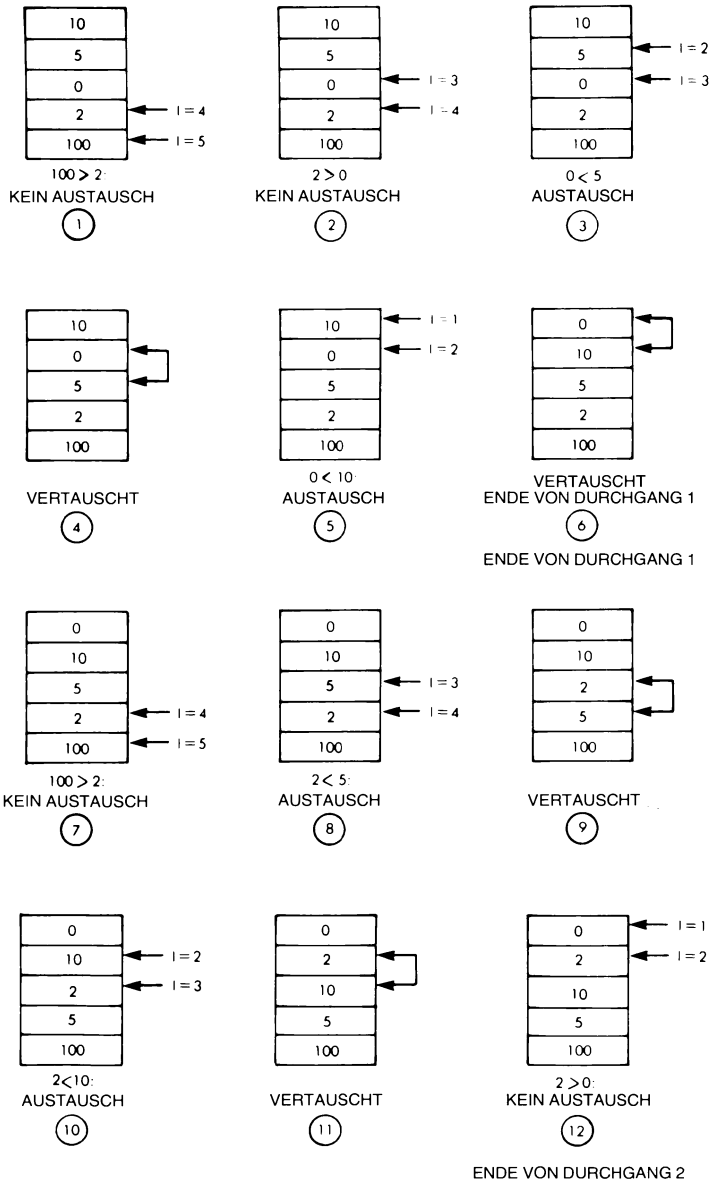 10
5
0
2
100
I = 4
I = 5
100 > 2:
KEIN AUSTAUSCH
1
10
5
0
2
100
I = 3
I = 4
2 > 0
KEIN AUSTAUSCH
2
10
5
0
2
100
I = 2
I = 3
0 < 5
AUSTAUSCH
3
10
0
5
2
100
VERTAUSCHT
4
10
0
5
2
100
I = 1
I = 2
0 < 10:
AUSTAUSCH
5
0
10
5
2
100
VERTAUSCHT
ENDE VON DURCHGANG 1
6
ENDE VON DURCHGANG 1
0
10
5
2
100
I = 4
I = 5
100 > 2:
KEIN AUSTAUSCH
7
0
10
5
2
100
I = 3
I = 4
2 < 5:
AUSTAUSCH
8
0
10
2
5
100
VERTAUSCHT
9
0
10
2
5
100
I = 2
I = 3
2<10:
AUSTAUSCH
10
0
2
10
5
100
VERTAUSCHT
11
0
2
10
5
100
I = 1
I = 2
2 > 0:
KEIN AUSTAUSCH
12
ENDE VON DURCHGANG 2